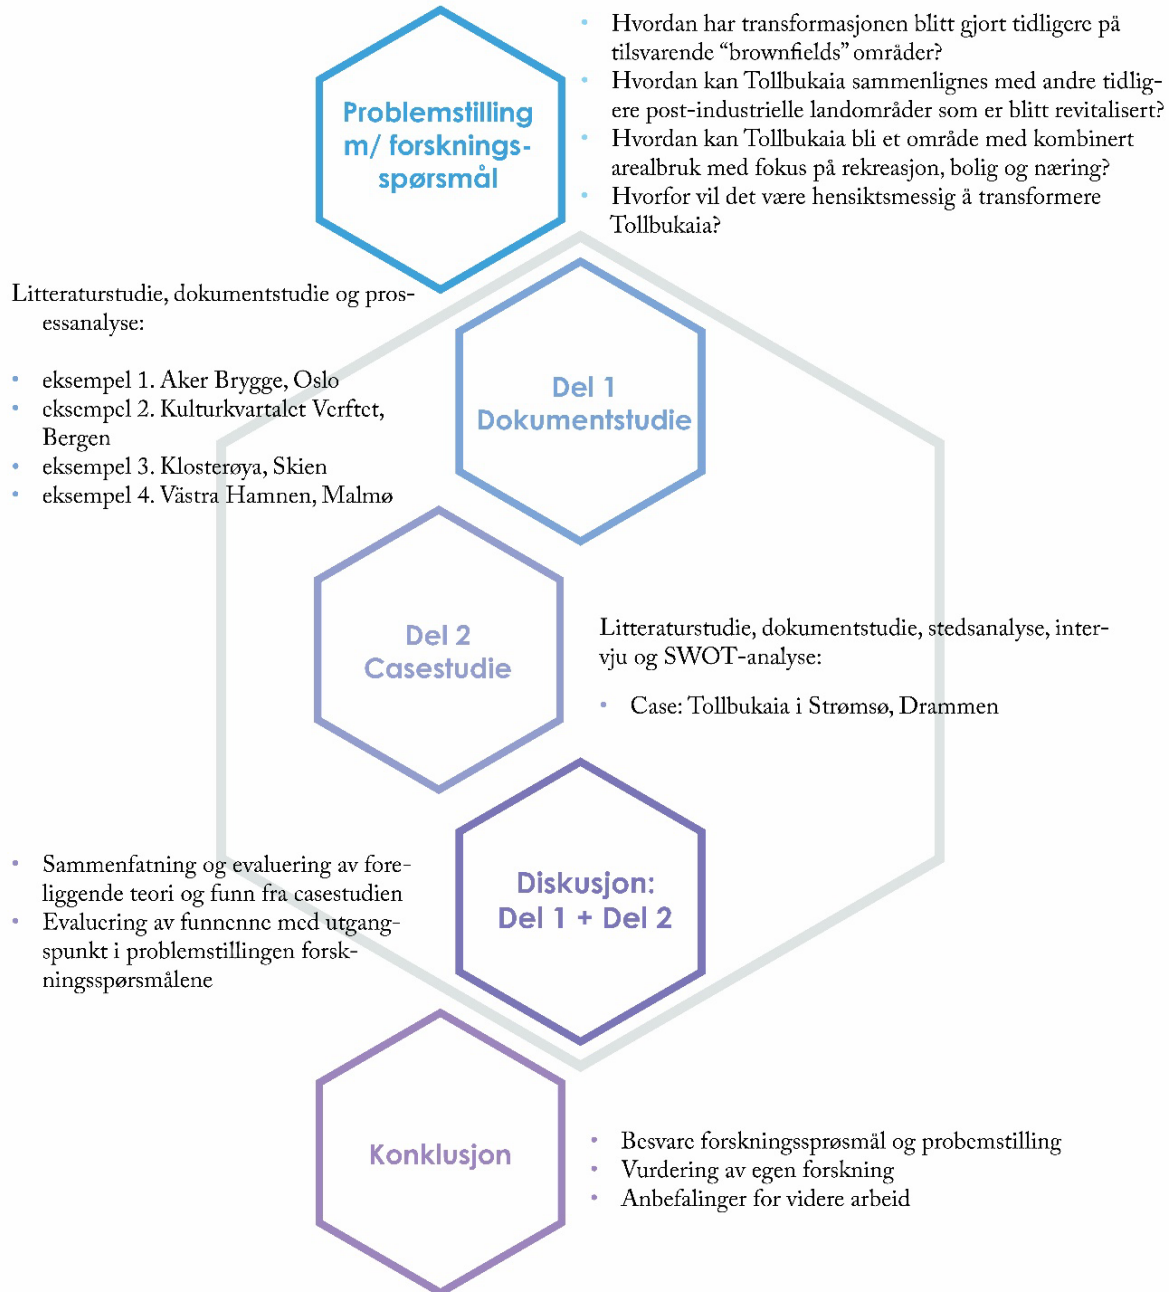 Problemstilling
m/ forsknings-
spørsmål
• Hvordan har transformasjonen blitt gjort tidligere på
tilsvarende “brownfields” områder?
• Hvordan kan Tollbukaia sammenlignes med andre tidlig-
ere post-industrielle landområder som er blitt revitalisert?
• Hvordan kan Tollbukaia bli et område med kombinert
arealbruk med fokus på rekreasjon, bolig og næring?
• Hvorfor vil det være hensiktsmessig å transformere
Tollbukaia?
Litteraturstudie, dokumentstudie og pros-
essanalyse:
• eksempel 1. Aker Brygge, Oslo
• eksempel 2. Kulturkvartalet Verftet,
Bergen
• eksempel 3. Klosterøya, Skien
• eksempel 4. Västra Hamnen, Malmø
Del 1
Dokumentstudie
Del 2
Casestudie
Litteraturstudie, dokumentstudie, stedsanalyse, inter-
vju og SWOT-analyse:
• Case: Tollbukaia i Strømsø, Drammen
• Sammenfatning og evaluering av fore-
liggende teori og funn fra casestudien
• Evaluering av funnenne med utgang-
spunkt i problemstillingen forsk-
ningsspørsmålene
Diskusjon:
Del 1 + Del 2
Konklusjon
• Besvare forskningssprøsmål og probemstilling
• Vurdering av egen forskning
• Anbefalinger for videre arbeid